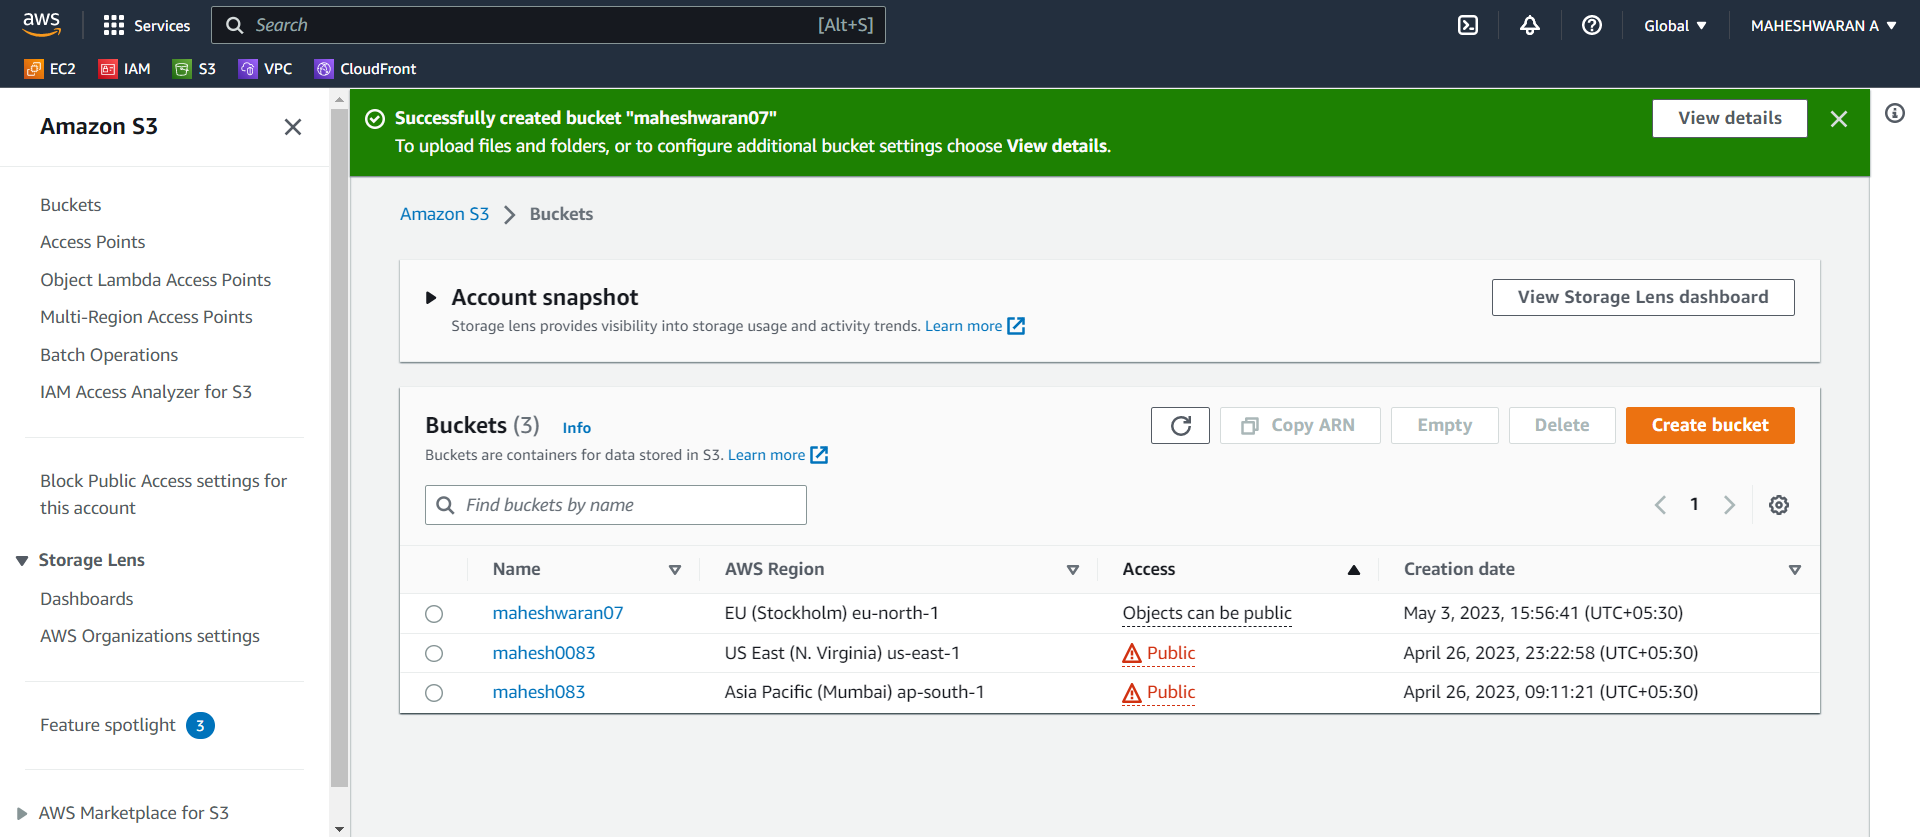 aws
Services
Search
[Alt+S]
Global
MAHESHWARAN A
EC2
IAM
S3
VPC
CloudFront
Amazon S3
Buckets
Access Points
Object Lambda Access Points
Multi-Region Access Points
Batch Operations
IAM Access Analyzer for S3
Block Public Access settings for
this account
Storage Lens
Dashboards
AWS Organizations settings
Feature spotlight 3
AWS Marketplace for S3
Successfully created bucket "maheshwaran07"
To upload files and folders, or to configure additional bucket settings choose View details.
View details
Amazon S3
Buckets
Account snapshot
Storage lens provides visibility into storage usage and activity trends. Learn more
View Storage Lens dashboard
Buckets (3) Info
Buckets are containers for data stored in S3. Learn more
Copy ARN
Empty
Delete
Create bucket
Find buckets by name
1
Name AWS Region Access Creation date
maheshwaran07 EU (Stockholm) eu-north-1 Objects can be public May 3, 2023, 15:56:41 (UTC+05:30)
mahesh0083 US East (N. Virginia) us-east-1 Public April 26, 2023, 23:22:58 (UTC+05:30)
mahesh083 Asia Pacific (Mumbai) ap-south-1 Public April 26, 2023, 09:11:21 (UTC+05:30)